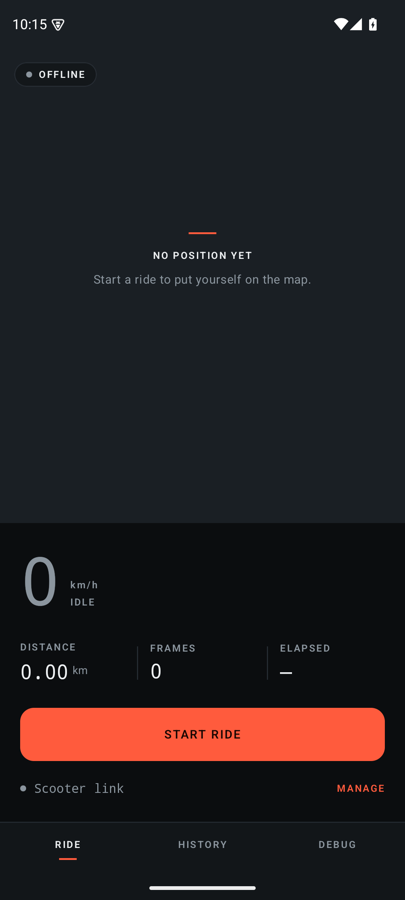 10:15
OFFLINE
NO POSITION YET
Start a ride to put yourself on the map.
0 km/h
IDLE
DISTANCE FRAMES ELAPSED
0.00 km 0 —
START RIDE
Scooter link MANAGE
RIDE HISTORY DEBUG